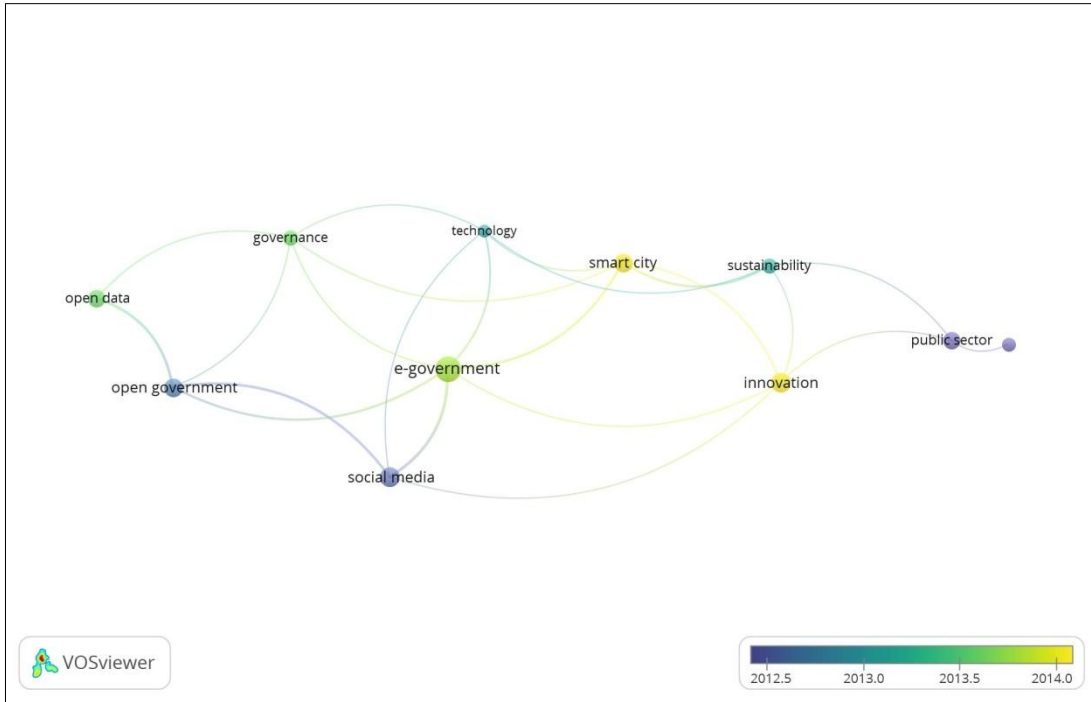 technology
governance
smart city
sustainability
open data
public sector
e-government
innovation
open government
social media
VOSviewer
2012.5 2013.0 2013.5 2014.0